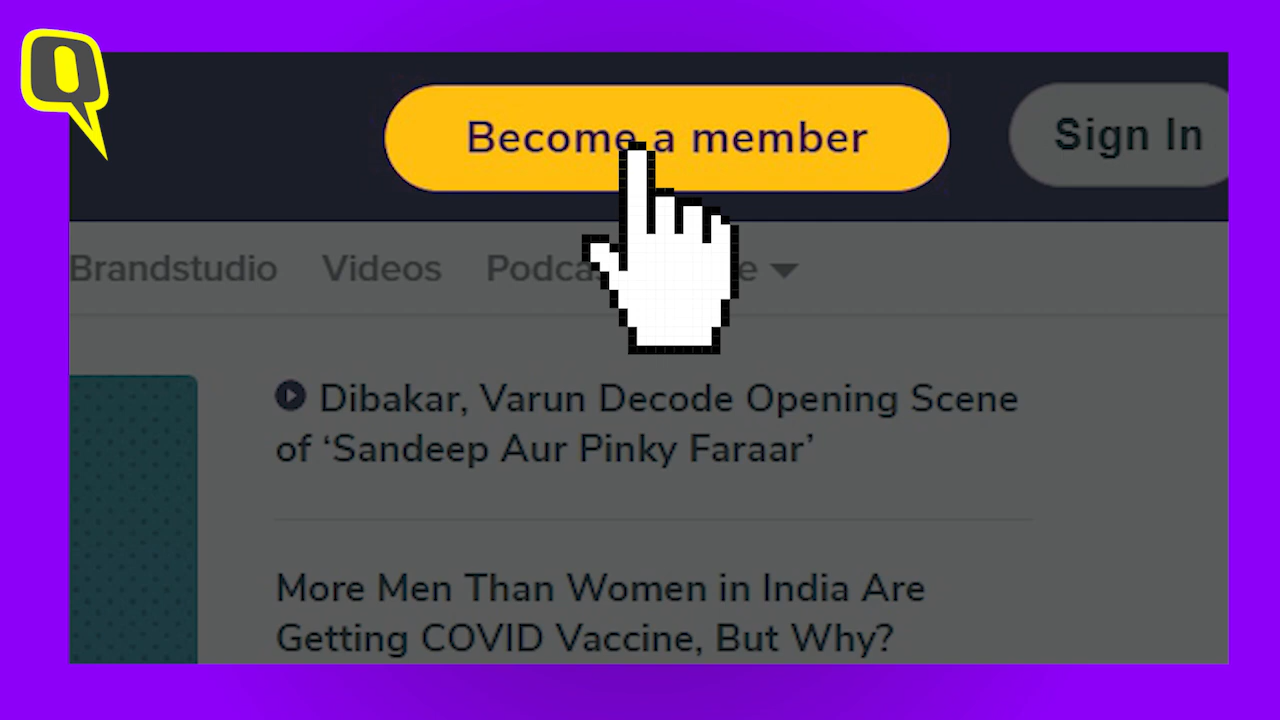 Q
Become a member
Sign In
Brandstudio Videos
Dibakar, Varun Decode Opening Scene
of ‘Sandeep Aur Pinky Faraar’
More Men Than Women in India Are
Getting COVID Vaccine, But Why?